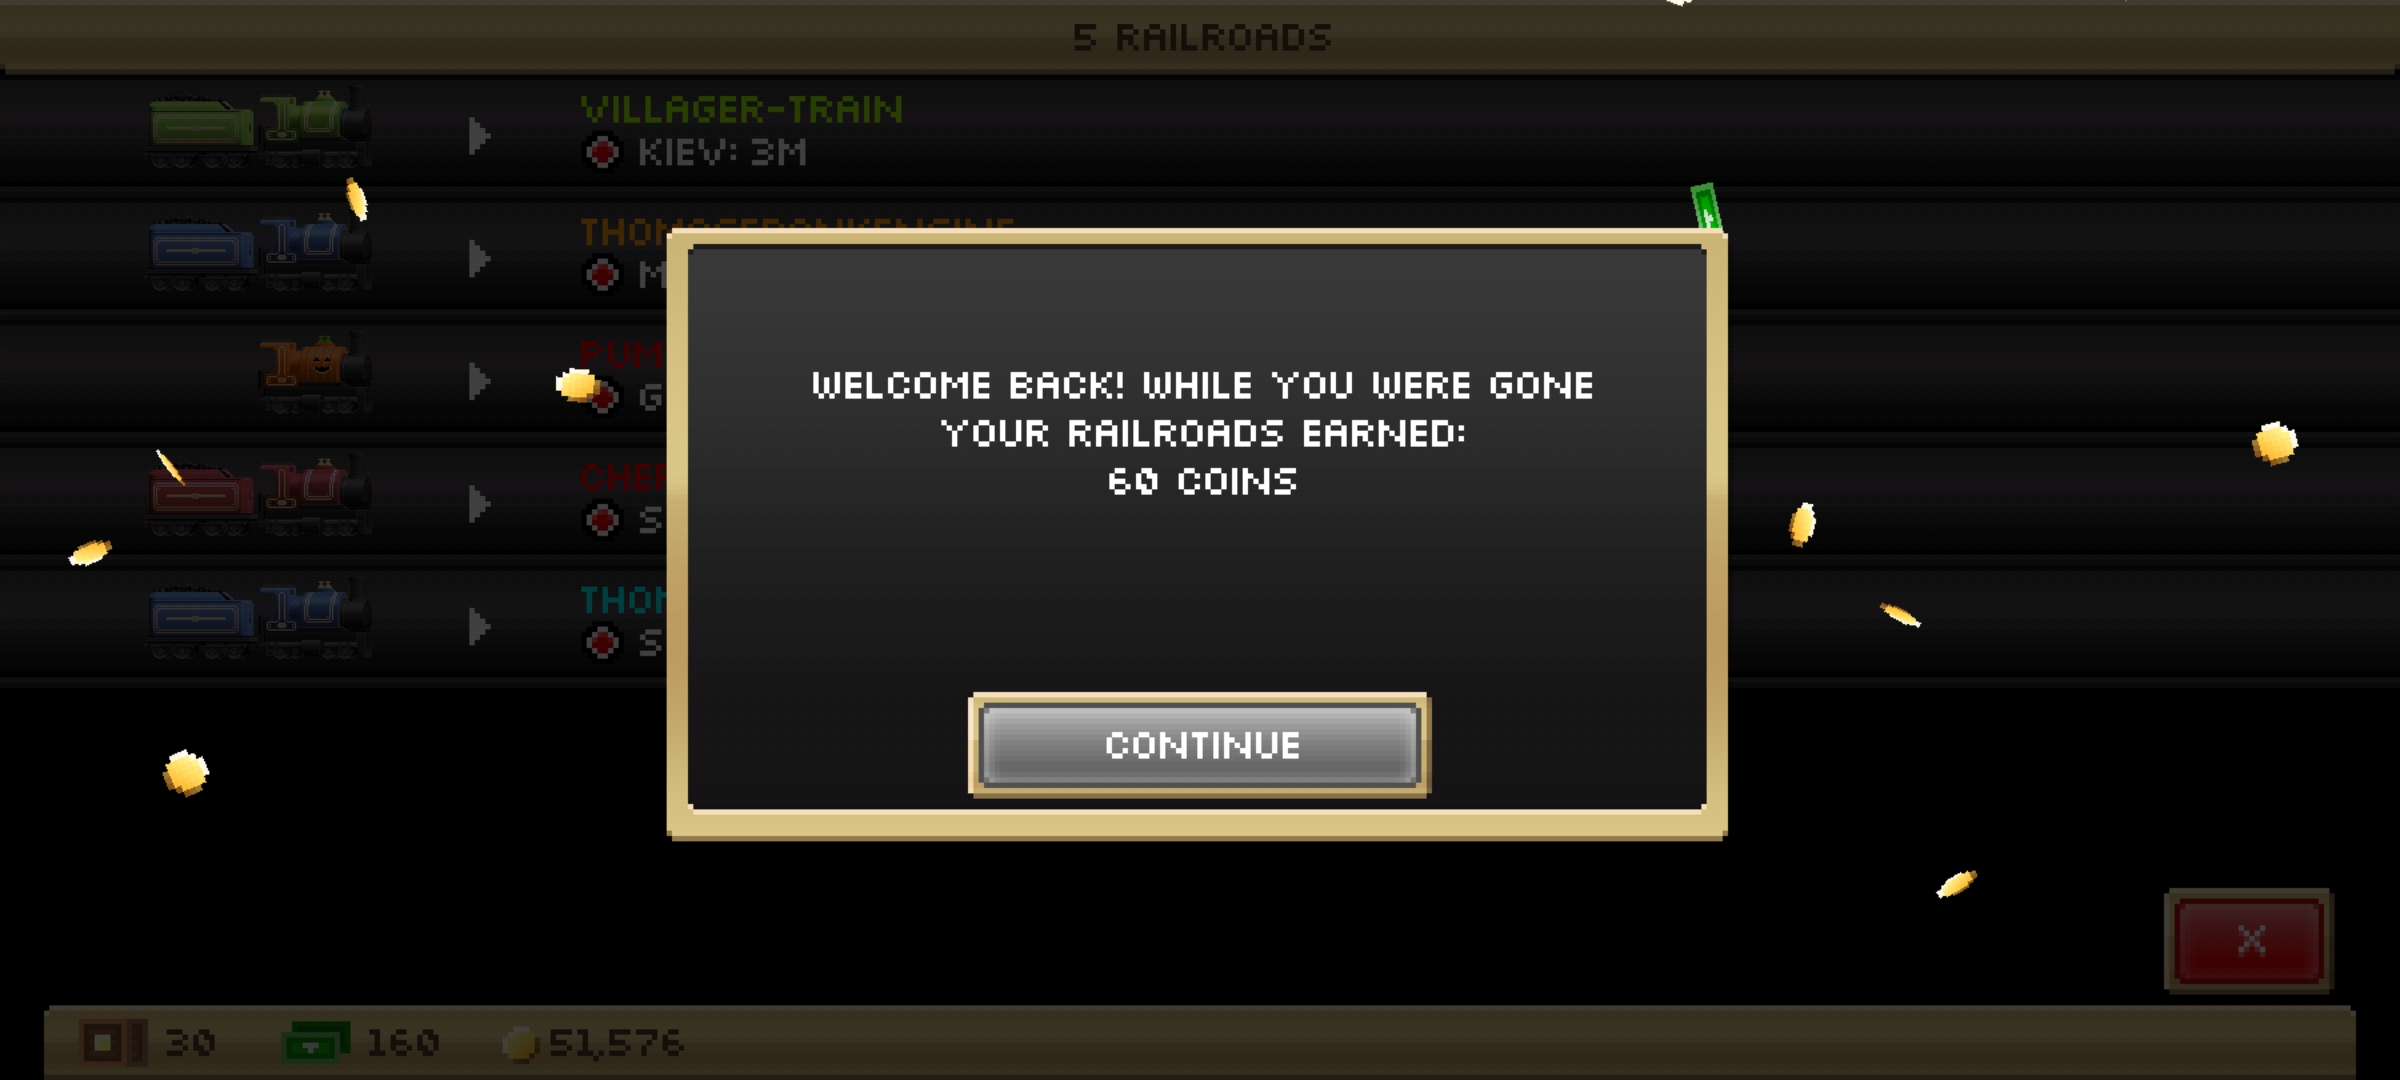 5 RAILROADS
VILLAGER-TRAIN
KIEV: 3M
WELCOME BACK! WHILE YOU WERE GONE
YOUR RAILROADS EARNED:
60 COINS
CONTINUE
X
30 160 51,576